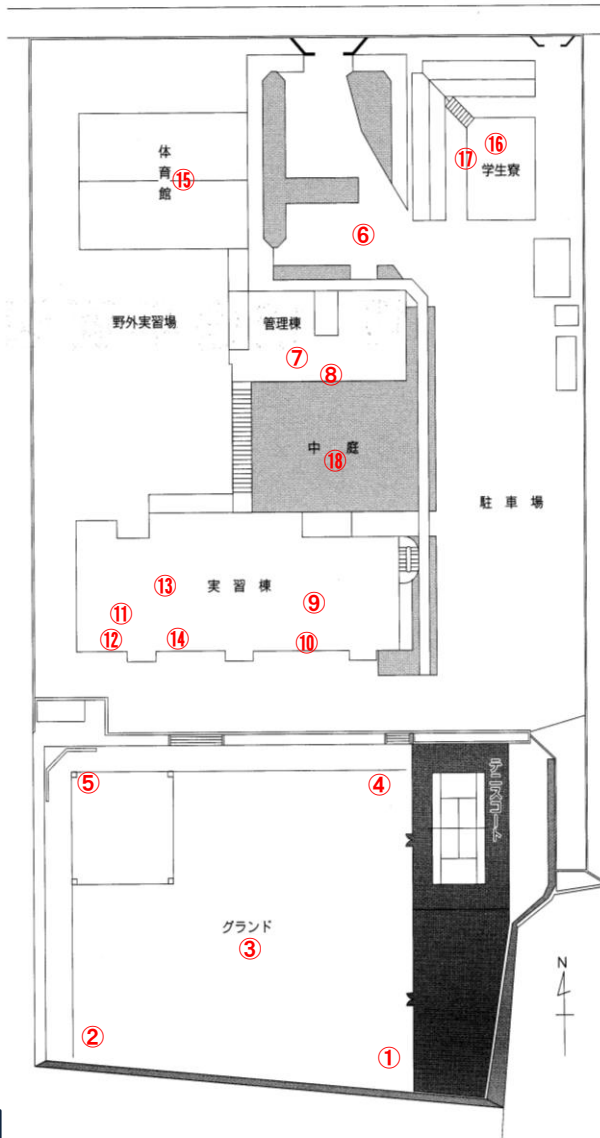 体育館
⑮
⑯
⑰
学生寮
⑥
野外実習場
管理棟
⑦
⑧
中庭
⑱
駐車場
⑬
実習棟
⑨
⑪
⑫
⑭
⑩
⑤
④
テニスコート
グランド
③
N
②
①